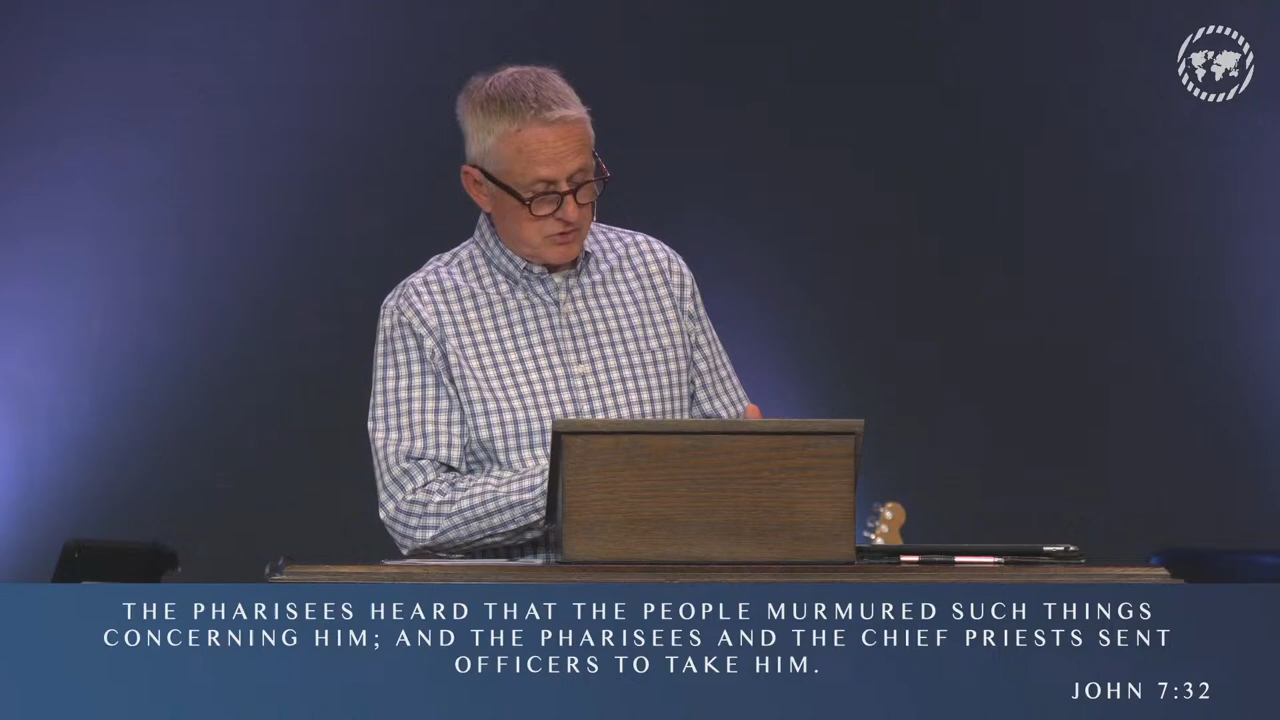 THE PHARISEES HEARD THAT THE PEOPLE MURMURED SUCH THINGS
CONCERNING HIM; AND THE PHARISEES AND THE CHIEF PRIESTS SENT
OFFICERS TO TAKE HIM.
JOHN 7:32